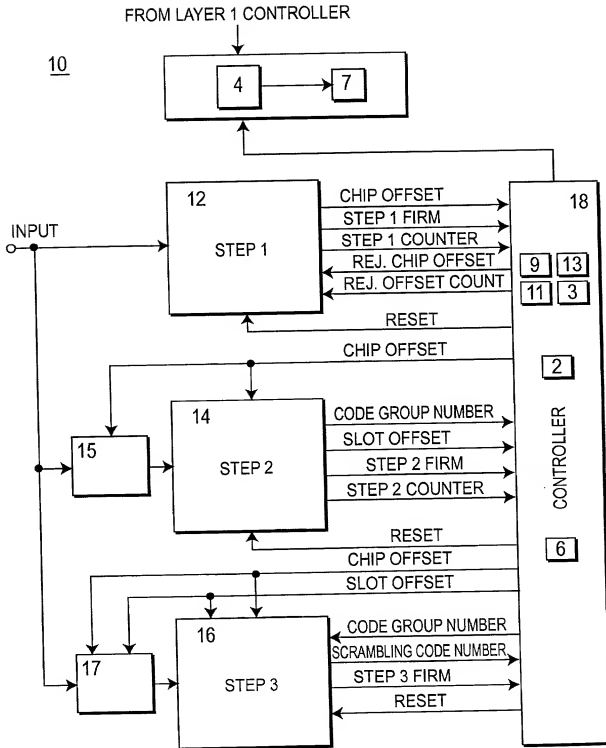 FROM LAYER 1 CONTROLLER
10
4
7
12
18
CHIP OFFSET
INPUT
STEP 1 FIRM
STEP 1
STEP 1 COUNTER
REJ. CHIP OFFSET
9
13
REJ. OFFSET COUNT
11
3
RESET
CHIP OFFSET
2
14
CODE GROUP NUMBER
15
SLOT OFFSET
STEP 2
STEP 2 FIRM
CONTROLLER
STEP 2 COUNTER
RESET
6
CHIP OFFSET
SLOT OFFSET
16
CODE GROUP NUMBER
17
SCRAMBLING CODE NUMBER
STEP 3
STEP 3 FIRM
RESET